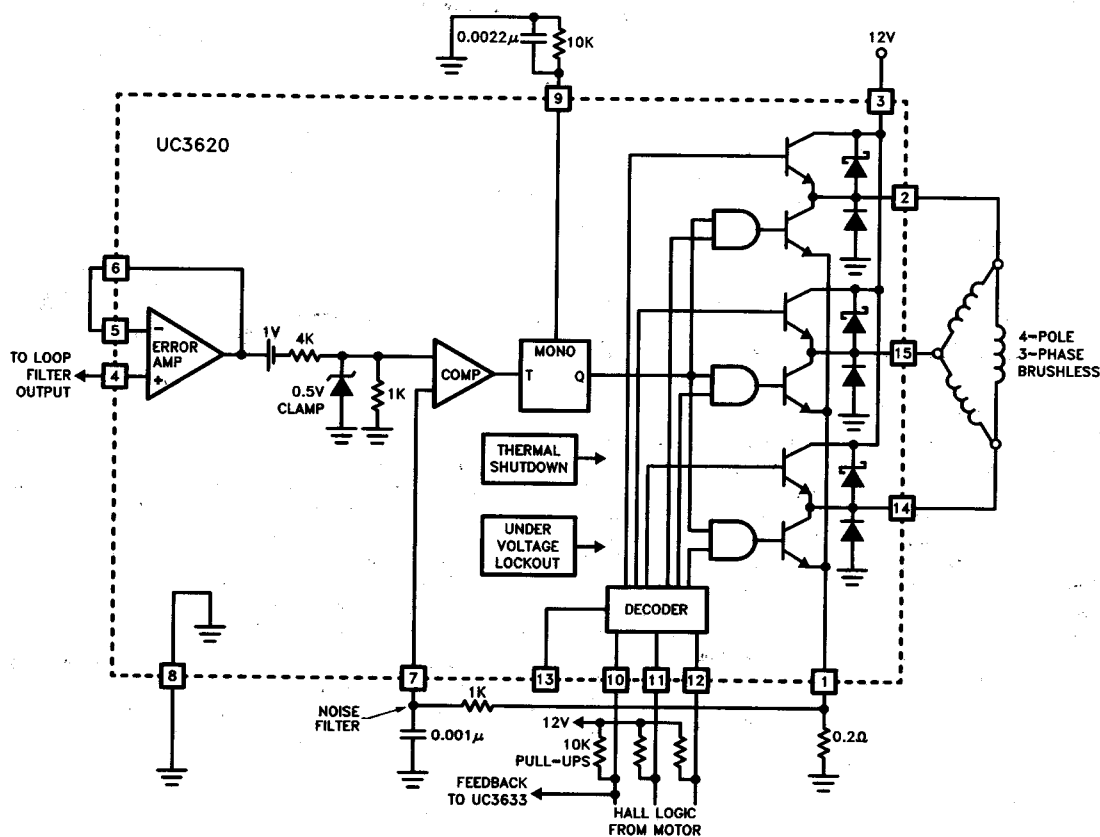 0.0022µ
10K
12V
9
3
UC3620
2
6
5
ERROR
AMP
−
+
TO LOOP
FILTER
OUTPUT
4
1V
4K
0.5V
CLAMP
1K
COMP
MONO
T
Q
15
4-POLE
3-PHASE
BRUSHLESS
THERMAL
SHUTDOWN
14
UNDER
VOLTAGE
LOCKOUT
DECODER
8
7
13
10
11
12
1
NOISE
FILTER
1K
0.001µ
12V
10K
PULL-UPS
0.2Ω
FEEDBACK
TO UC3633
HALL LOGIC
FROM MOTOR